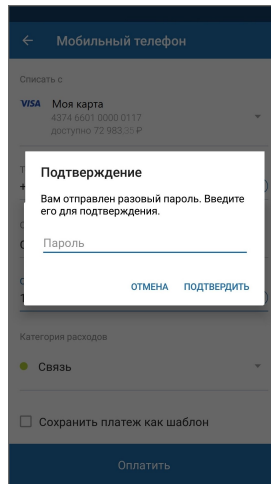 Мобильный телефон
Списать с
VISA Моя карта
4374 6601 0000 0117
доступно 72 983.35 ₽
Подтверждение
Вам отправлен разовый пароль. Введите
его для подтверждения.
Пароль
ОТМЕНА ПОДТВЕРДИТЬ
Категория расходов
Связь
Сохранить платеж как шаблон
Оплатить